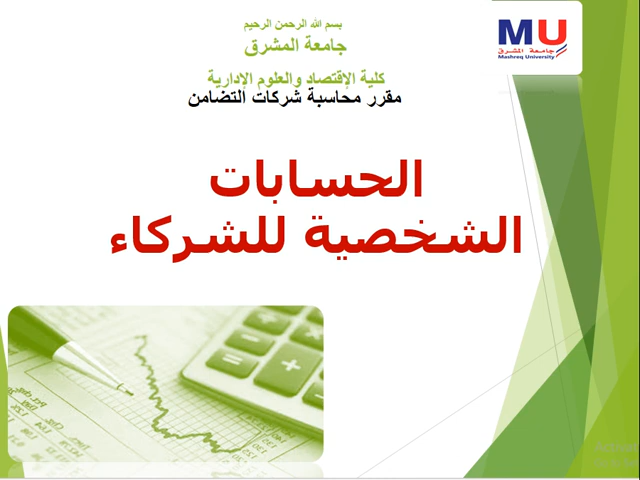 بسم الله الرحمن الرحيم
جامعة المشرق
كلية الإقتصاد والعلوم الإدارية
مقرر محاسبة شركات التضامن
MU
جامعة المشرق
Mashreq University
الحسابات
الشخصية للشركاء